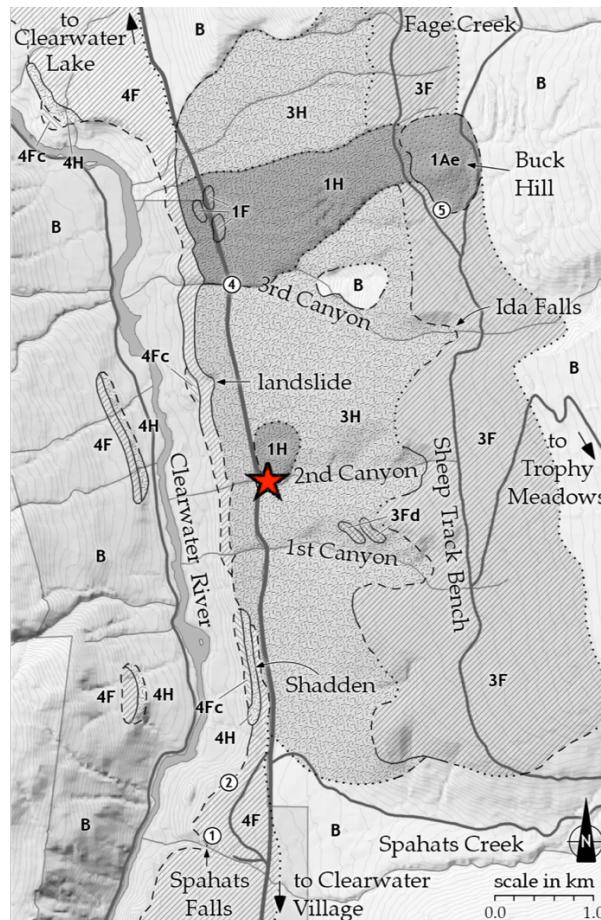 to
Clearwater
Lake
B
Fage Creek
4F
3F
B
3H
4Fc
4H
1Ae
Buck
Hill
1H
1F
B
5
4
3rd Canyon
B
Ida Falls
4Fc
landslide
B
3H
4H
4F
3F
1H
to
Trophy
Meadows
2nd Canyon
Clearwater River
Sheep Track Bench
3Fd
B
1st Canyon
4F
4H
Shadden
3F
4Fc
4H
2
B
4F
1
B
Spahats Creek
N
Spahats
Falls
to Clearwater
Village
scale in km
0.0
1.0